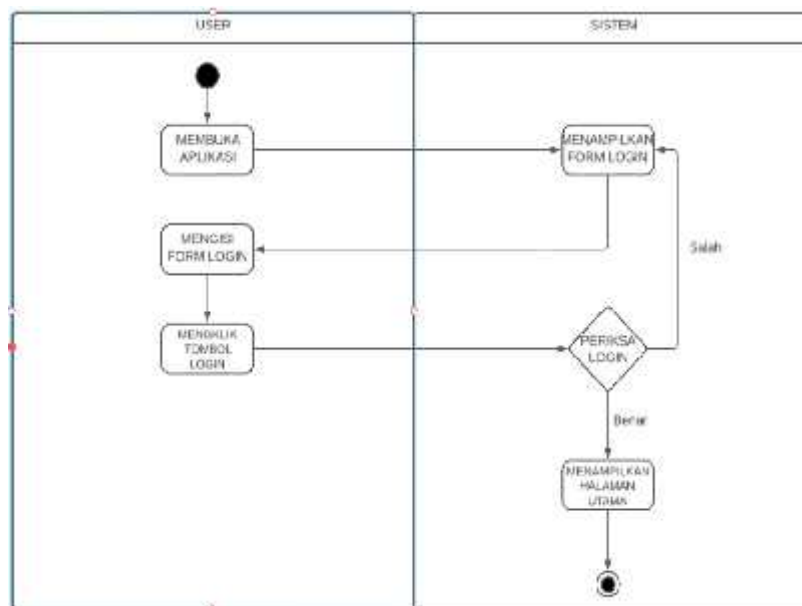 USER
SISTEM
MEMBUKA
APLIKASI
MENAMPILKAN
FORM LOGIN
MENGISI
FORM LOGIN
Salah
MENGKLIK
TOMBOL
LOGIN
PERIKSA
LOGIN
Benar
MENAMPILKAN
HALAMAN
UTAMA